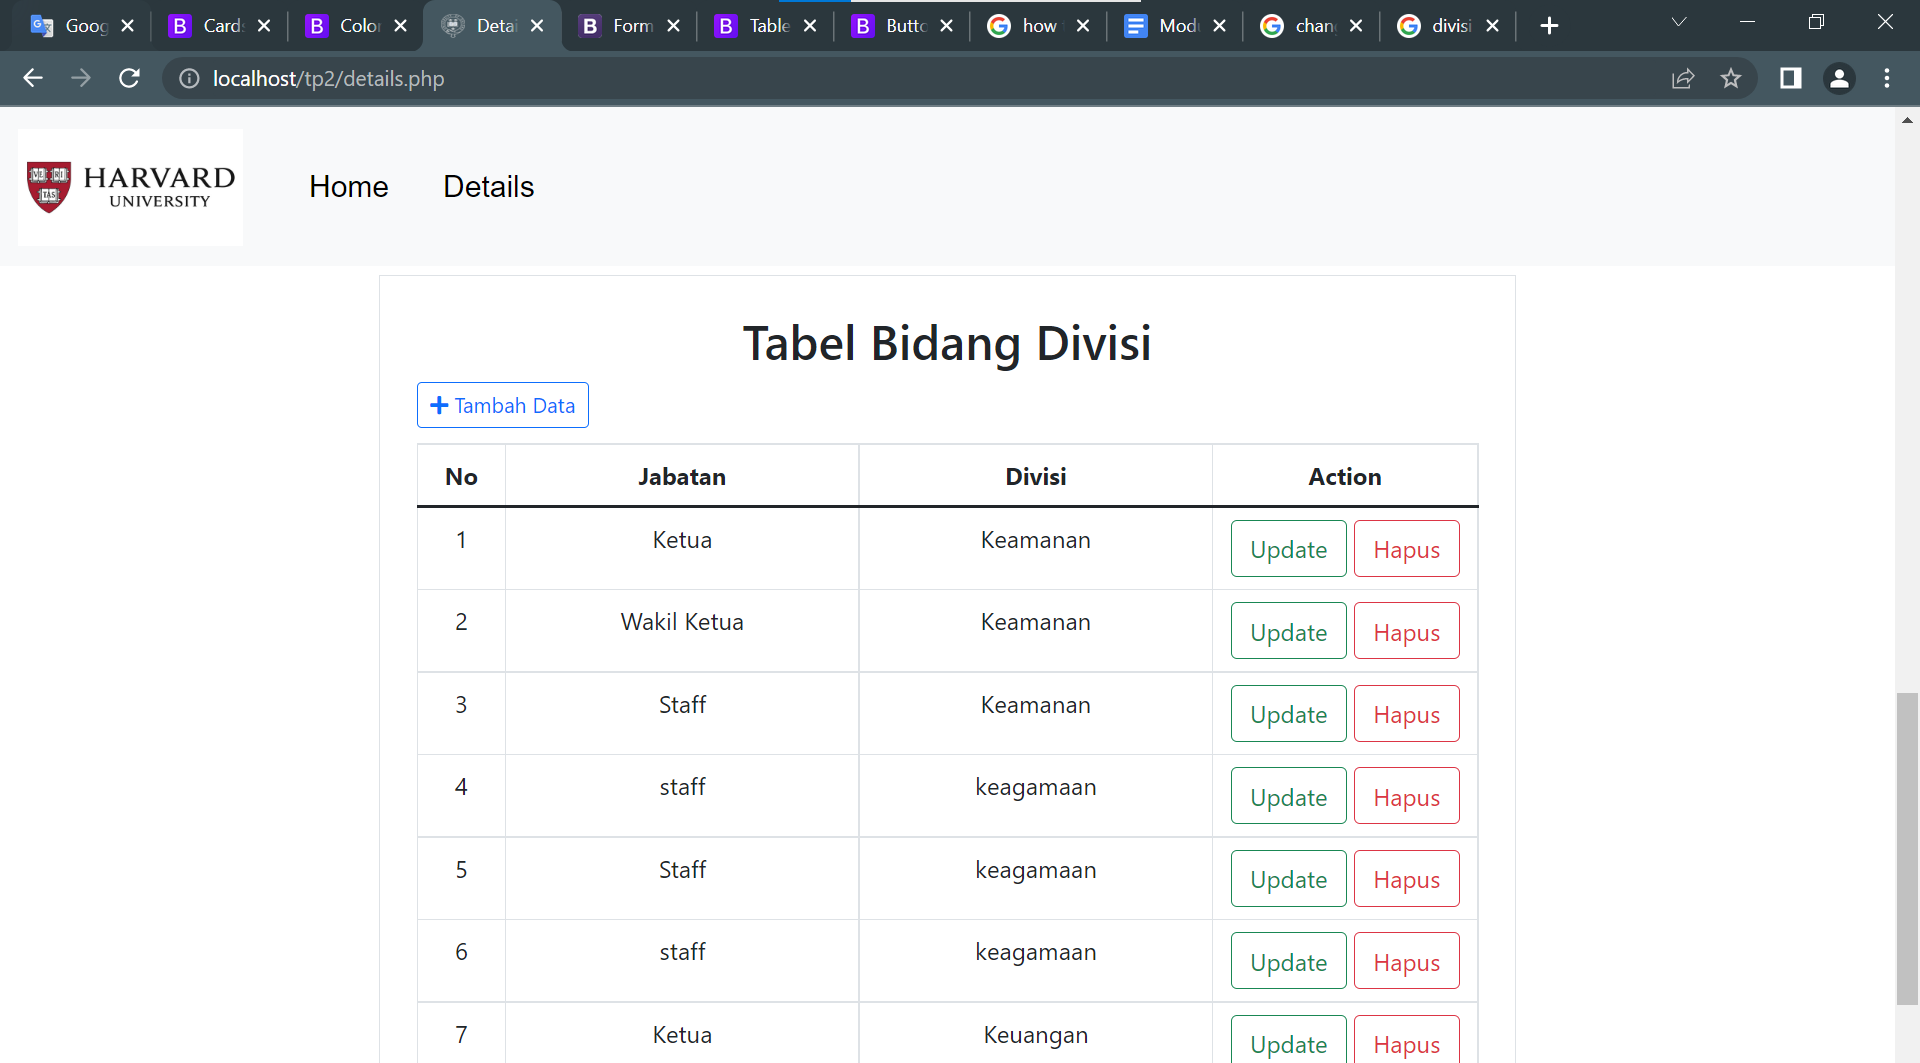 Goog Card Color Detai Form Table Butto how Mod chan divisi
localhost/tp2/details.php
HARVARD
UNIVERSITY
Home Details
Tabel Bidang Divisi
Tambah Data
No Jabatan Divisi Action
1 Ketua Keamanan Update Hapus
2 Wakil Ketua Keamanan Update Hapus
3 Staff Keamanan Update Hapus
4 staff keagamaan Update Hapus
5 Staff keagamaan Update Hapus
6 staff keagamaan Update Hapus
7 Ketua Keuangan Update Hapus